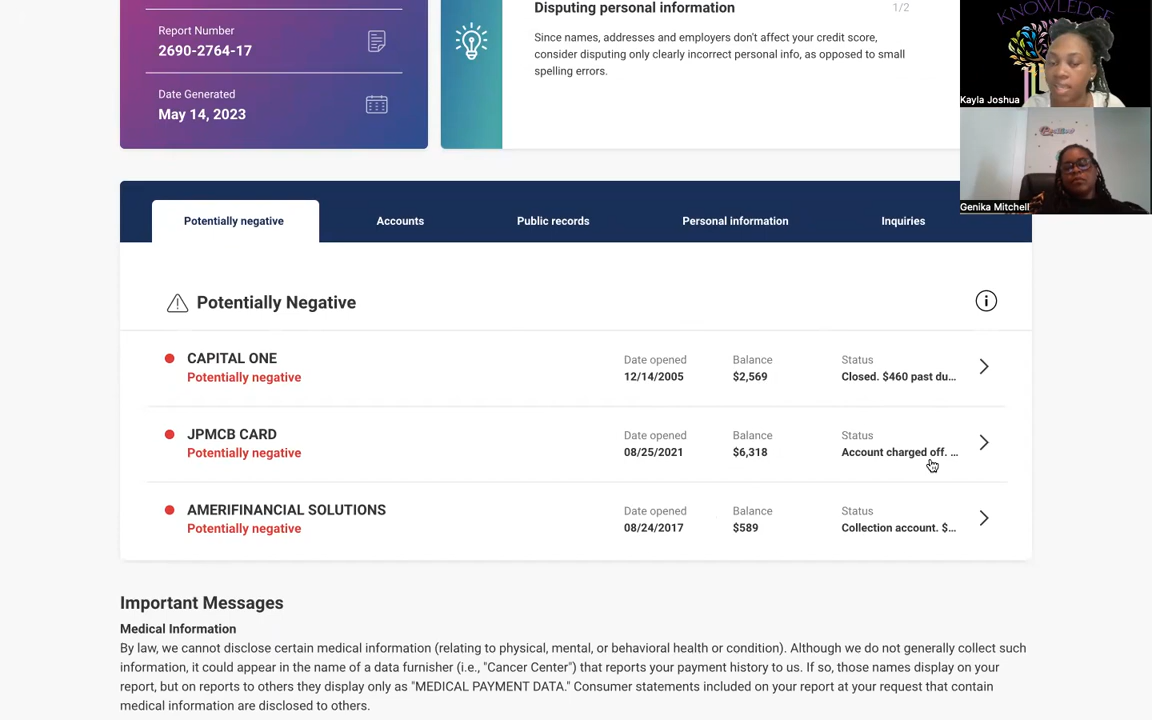 Report Number
2690-2764-17
Date Generated
May 14, 2023
Disputing personal information
1/2
Since names, addresses and employers don't affect your credit score,
consider disputing only clearly incorrect personal info, as opposed to small
spelling errors.
KNOWLEDGE
Kayla Joshua
Genika Mitchell
Potentially negative
Accounts
Public records
Personal information
Inquiries
Potentially Negative
CAPITAL ONE
Potentially negative
Date opened
12/14/2005
Balance
$2,569
Status
Closed. $460 past du...
JPMCB CARD
Potentially negative
Date opened
08/25/2021
Balance
$6,318
Status
Account charged off. ...
AMERIFINANCIAL SOLUTIONS
Potentially negative
Date opened
08/24/2017
Balance
$589
Status
Collection account. $...
Important Messages
Medical Information
By law, we cannot disclose certain medical information (relating to physical, mental, or behavioral health or condition). Although we do not generally collect such
information, it could appear in the name of a data furnisher (i.e., "Cancer Center") that reports your payment history to us. If so, those names display on your
report, but on reports to others they display only as "MEDICAL PAYMENT DATA." Consumer statements included on your report at your request that contain
medical information are disclosed to others.